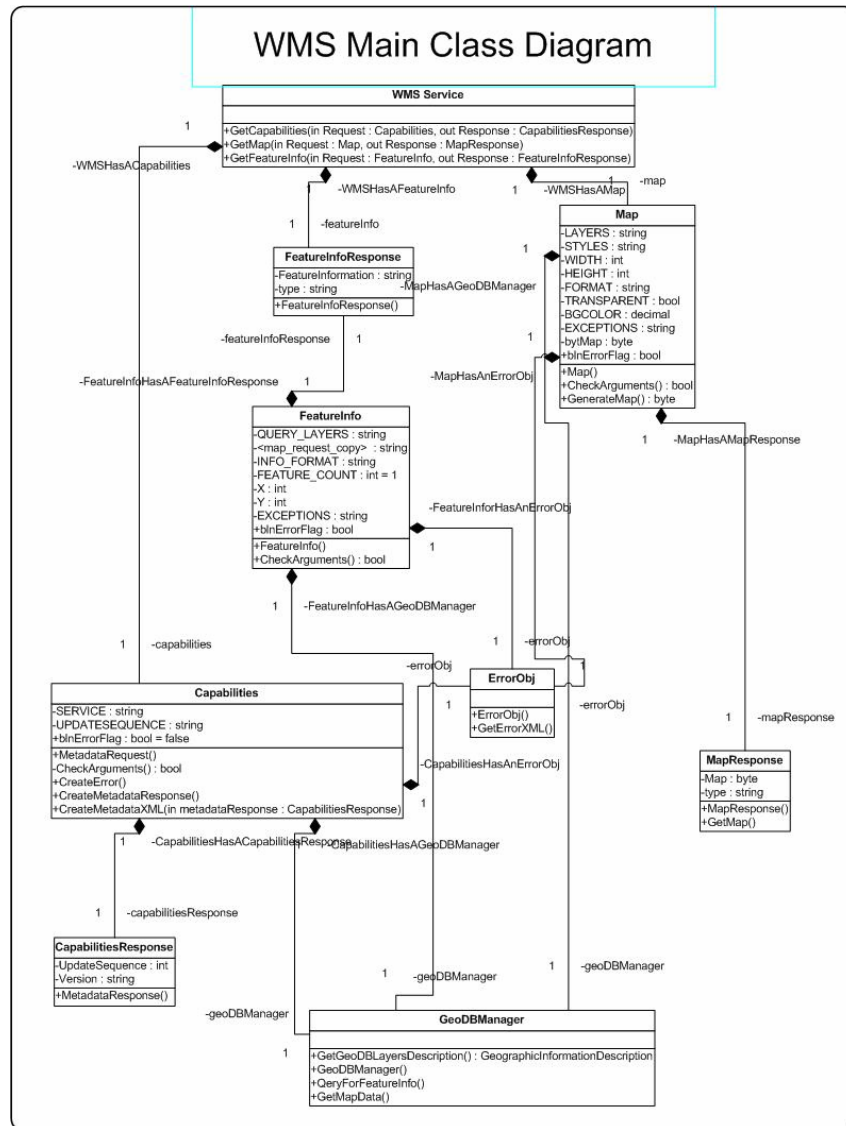 WMS Main Class Diagram
WMS Service
+GetCapabilities(in Request : Capabilities, out Response : CapabilitiesResponse)
+GetMap(in Request : Map, out Response : MapResponse)
+GetFeatureInfo(in Request : FeatureInfo, out Response : FeatureInfoResponse)
1
-WMSHasACapabilities
1
-WMSHasAFeatureInfo
1
-WMSHasAMap
1
-map
1
-featureInfo
FeatureInfoResponse
-FeatureInformation : string
-type : string
+FeatureInfoResponse()
Map
-LAYERS : string
-STYLES : string
-WIDTH : int
-HEIGHT : int
-FORMAT : string
-TRANSPARENT : bool
-BGCOLOR : decimal
-EXCEPTIONS : string
-bytMap : byte
+blnErrorFlag : bool
+Map()
+CheckArguments() : bool
+GenerateMap() : byte
1
-MapHasAGeoDBManager
1
-featureInfoResponse
1
-MapHasAnErrorObj
-FeatureInfoHasAFeatureInfoResponse
1
FeatureInfo
-QUERY_LAYERS : string
-<map_request_copy> : string
-INFO_FORMAT : string
-FEATURE_COUNT : int = 1
-X : int
-Y : int
-EXCEPTIONS : string
+blnErrorFlag : bool
+FeatureInfo()
+CheckArguments() : bool
1
-MapHasAMapResponse
-FeatureInforHasAnErrorObj
1
1
-FeatureInfoHasAGeoDBManager
1
-capabilities
1
-errorObj
-errorObj
1
Capabilities
-SERVICE : string
-UPDATESEQUENCE : string
+blnErrorFlag : bool = false
+MetadataRequest()
-CheckArguments() : bool
+CreateError()
+CreateMetadataResponse()
+CreateMetadataXML(in metadataResponse : CapabilitiesResponse)
ErrorObj
+ErrorObj()
+GetErrorXML()
1
-errorObj
1
-mapResponse
-CapabilitiesHasAnErrorObj
1
MapResponse
-Map : byte
-type : string
+MapResponse()
+GetMap()
1
-CapabilitiesHasACapabilitiesResponse
1
-CapabilitiesHasAGeoDBManager
1
-capabilitiesResponse
CapabilitiesResponse
-UpdateSequence : int
-Version : string
+MetadataResponse()
1
-geoDBManager
1
-geoDBManager
-geoDBManager
1
GeoDBManager
+GetGeoDBLayersDescription() : GeographicInformationDescription
+GeoDBManager()
+QeryForFeatureInfo()
+GetMapData()